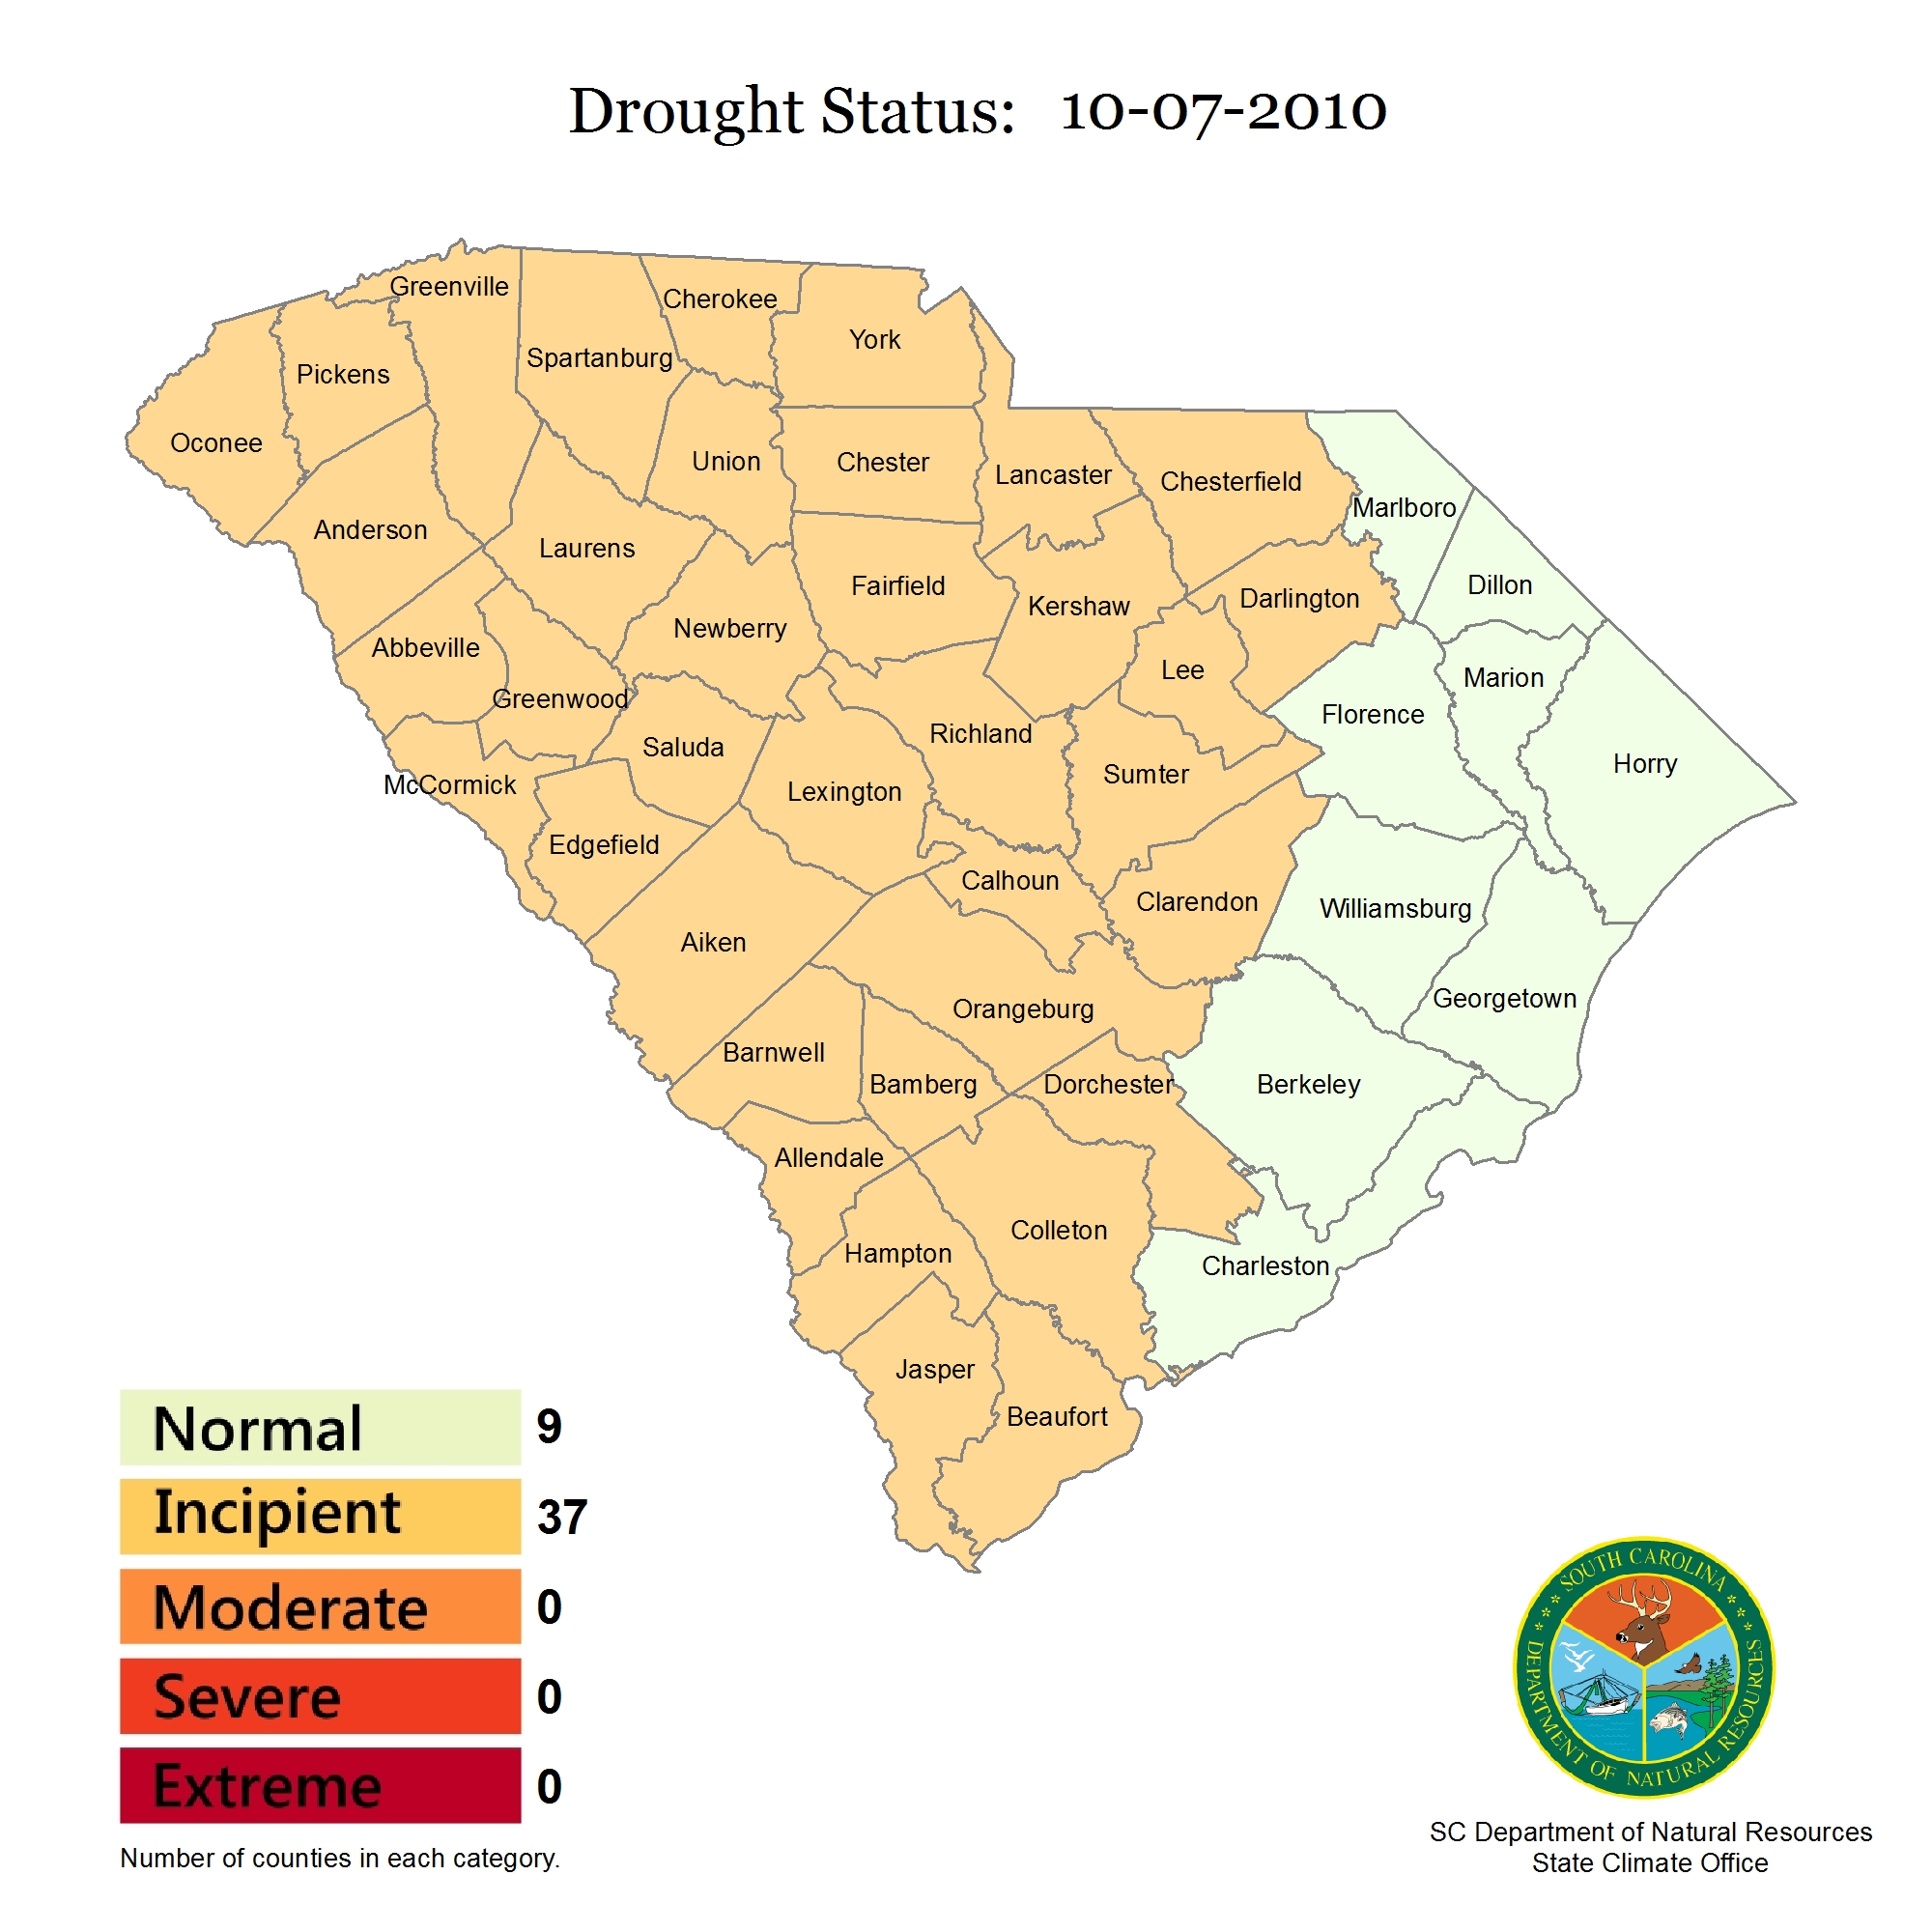 Drought Status: 10-07-2010
Greenville
Cherokee
York
Spartanburg
Pickens
Oconee
Union
Chester
Lancaster
Chesterfield
Marlboro
Anderson
Laurens
Fairfield
Kershaw
Darlington
Dillon
Abbeville
Newberry
Lee
Marion
Greenwood
Richland
Florence
Saluda
Sumter
Horry
McCormick
Lexington
Edgefield
Calhoun
Clarendon
Williamsburg
Aiken
Orangeburg
Georgetown
Barnwell
Bamberg
Dorchester
Berkeley
Allendale
Colleton
Hampton
Charleston
Jasper
Beaufort
Normal 9
Incipient 37
Moderate 0
Severe 0
Extreme 0
Number of counties in each category.
SOUTH CAROLINA
DEPARTMENT OF NATURAL RESOURCES
SC Department of Natural Resources
State Climate Office